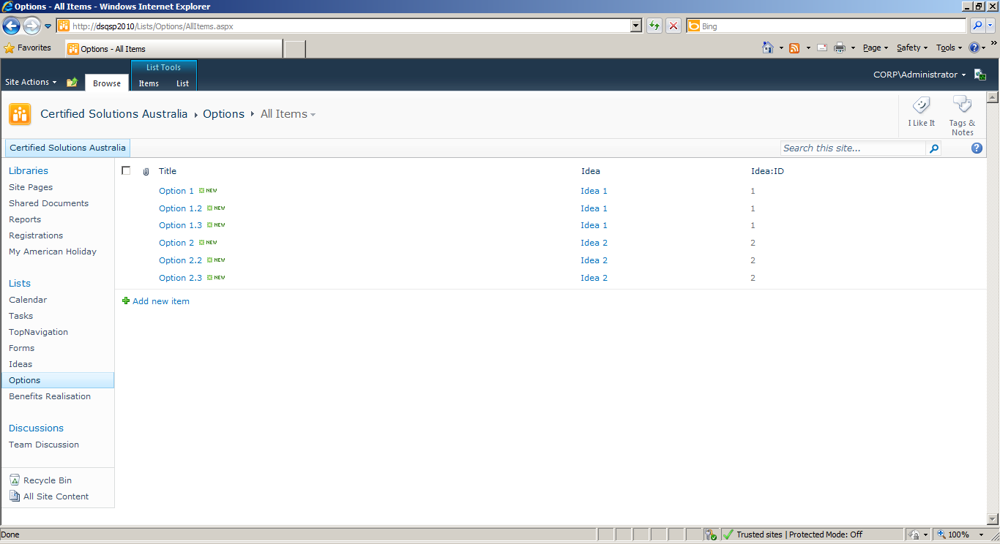 Options - All Items - Windows Internet Explorer
http://dsqsp2010/Lists/Options/AllItems.aspx
Bing
Favorites
Options - All Items
Page
Safety
Tools
List Tools
Site Actions
Browse
Items
List
CORP\Administrator
Certified Solutions Australia
Options
All Items
I Like It
Tags &
Notes
Certified Solutions Australia
Search this site...
Libraries
Site Pages
Shared Documents
Reports
Registrations
My American Holiday
Lists
Calendar
Tasks
TopNavigation
Forms
Ideas
Options
Benefits Realisation
Discussions
Team Discussion
Recycle Bin
All Site Content
Title Idea Idea:ID
Option 1 NEW Idea 1 1
Option 1.2 NEW Idea 1 1
Option 1.3 NEW Idea 1 1
Option 2 NEW Idea 2 2
Option 2.2 NEW Idea 2 2
Option 2.3 NEW Idea 2 2
Add new item
Done
Trusted sites | Protected Mode: Off
100%